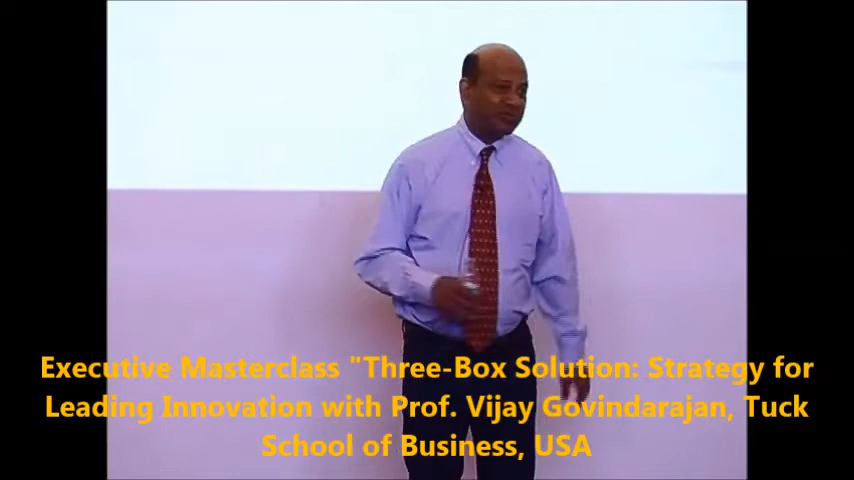 Executive Masterclass "Three-Box Solution: Strategy for
Leading Innovation with Prof. Vijay Govindarajan, Tuck
School of Business, USA